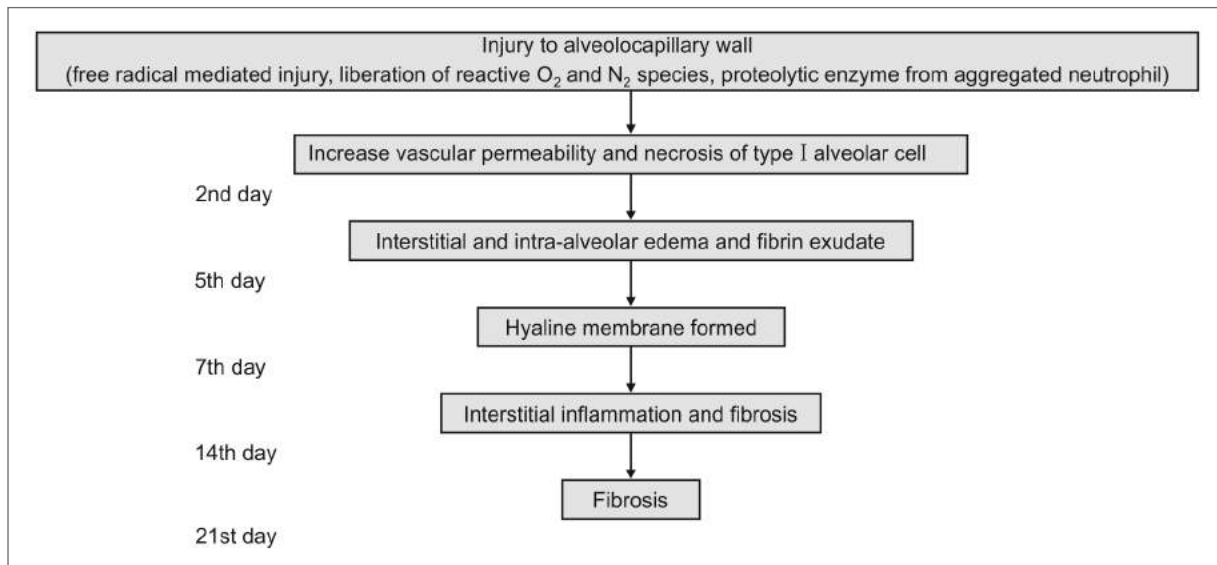 Injury to alveolocapillary wall
(free radical mediated injury, liberation of reactive O₂ and N₂ species, proteolytic enzyme from aggregated neutrophil)
Increase vascular permeability and necrosis of type Ⅰ alveolar cell
2nd day
Interstitial and intra-alveolar edema and fibrin exudate
5th day
Hyaline membrane formed
7th day
Interstitial inflammation and fibrosis
14th day
Fibrosis
21st day